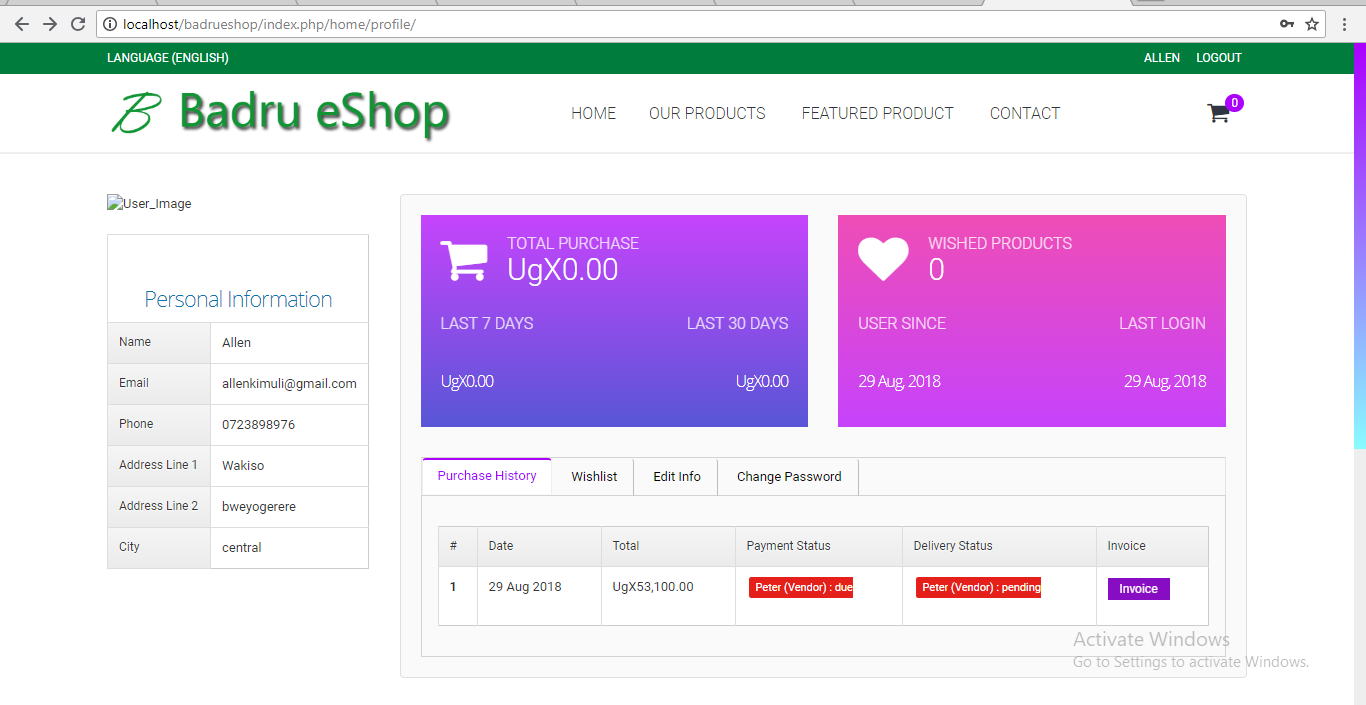 localhost/badrueshop/index.php/home/profile/
LANGUAGE (ENGLISH) ALLEN LOGOUT
B Badru eShop HOME OUR PRODUCTS FEATURED PRODUCT CONTACT 0
User_Image
Personal Information
Name Allen
Email allenkimuli@gmail.com
Phone 0723898976
Address Line 1 Wakiso
Address Line 2 bweyogerere
City central
TOTAL PURCHASE
UgX0.00
LAST 7 DAYS LAST 30 DAYS
UgX0.00 UgX0.00
WISHED PRODUCTS
0
USER SINCE LAST LOGIN
29 Aug, 2018 29 Aug, 2018
Purchase History Wishlist Edit Info Change Password
# Date Total Payment Status Delivery Status Invoice
1 29 Aug 2018 UgX53,100.00 Peter (Vendor) : due Peter (Vendor) : pending Invoice
Activate Windows
Go to Settings to activate Windows.